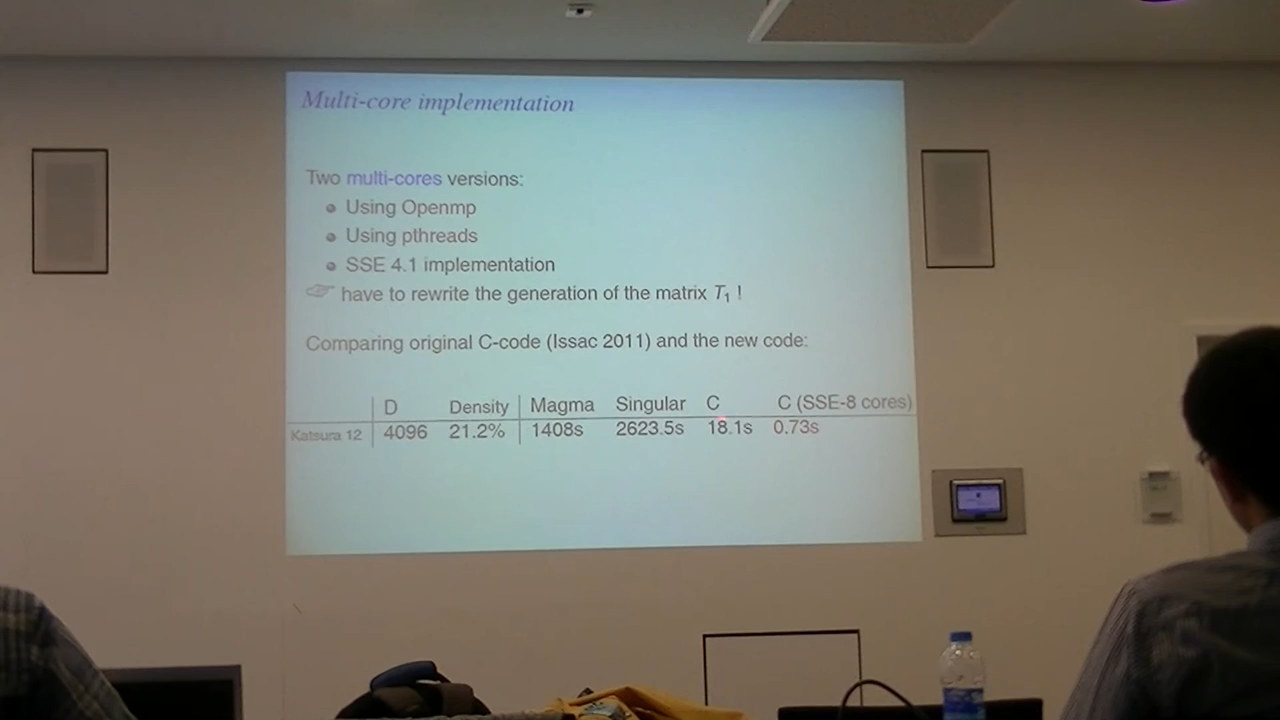 Multi-core implementation
Two multi-cores versions:
Using Openmp
Using pthreads
SSE 4.1 implementation
have to rewrite the generation of the matrix T₁ !
Comparing original C-code (Issac 2011) and the new code:
D Density Magma Singular C C (SSE-8 cores)
Katsura 12 4096 21.2% 1408s 2623.5s 18.1s 0.73s